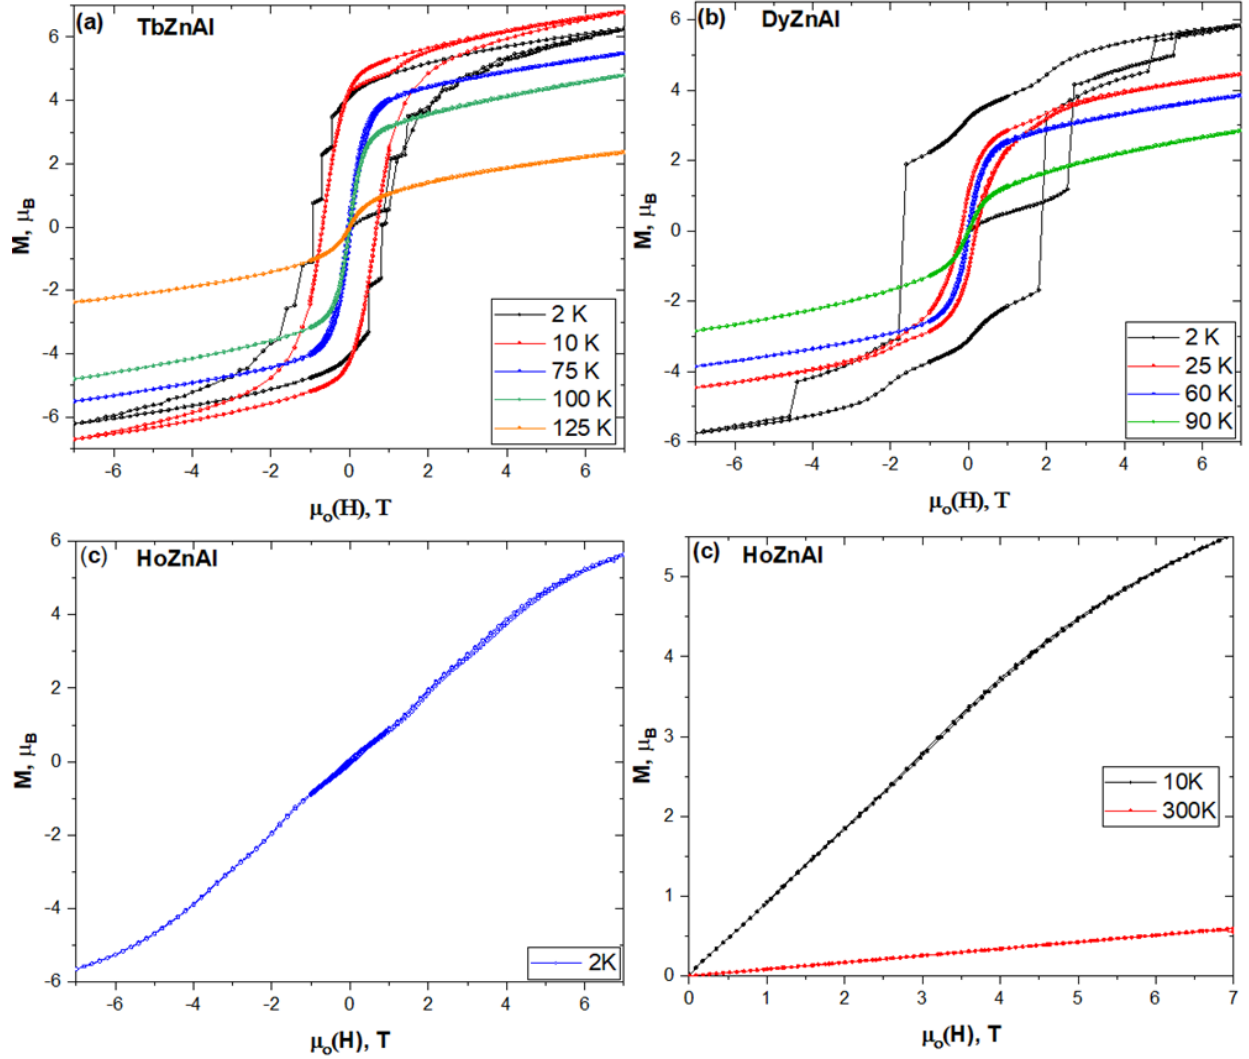 (a) TbZnAl
6
4
2
0
-2
-4
-6
M, μB
-6 -4 -2 0 2 4 6
μo(H), T
2 K
10 K
75 K
100 K
125 K
(b) DyZnAl
6
4
2
0
-2
-4
-6
M, μB
-6 -4 -2 0 2 4 6
μo(H), T
2 K
25 K
60 K
90 K
(c) HoZnAl
6
4
2
0
-2
-4
-6
M, μB
-6 -4 -2 0 2 4 6
μo(H), T
2K
(c) HoZnAl
5
4
3
2
1
0
M, μB
0 1 2 3 4 5 6 7
μo(H), T
10K
300K